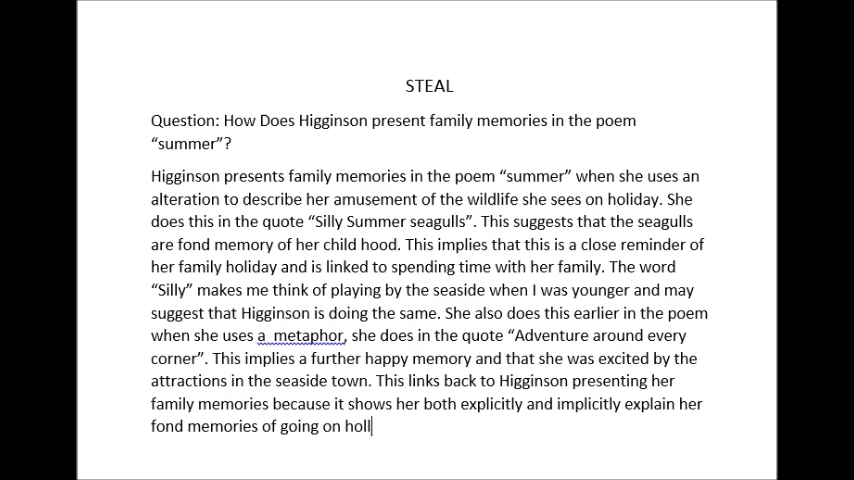 STEAL
Question: How Does Higginson present family memories in the poem
“summer”?
Higginson presents family memories in the poem “summer” when she uses an
alteration to describe her amusement of the wildlife she sees on holiday. She
does this in the quote “Silly Summer seagulls”. This suggests that the seagulls
are fond memory of her child hood. This implies that this is a close reminder of
her family holiday and is linked to spending time with her family. The word
“Silly” makes me think of playing by the seaside when I was younger and may
suggest that Higginson is doing the same. She also does this earlier in the poem
when she uses a  metaphor, she does in the quote “Adventure around every
corner”. This implies a further happy memory and that she was excited by the
attractions in the seaside town. This links back to Higginson presenting her
family memories because it shows her both explicitly and implicitly explain her
fond memories of going on holl